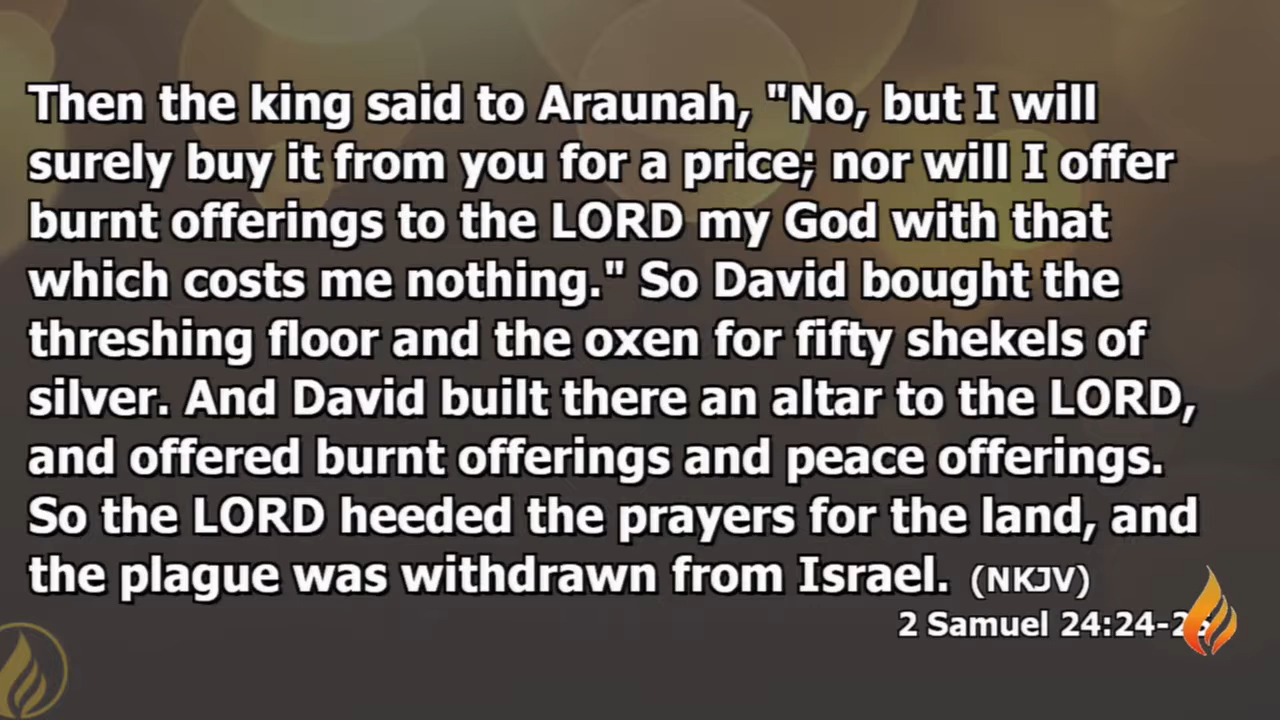 Then the king said to Araunah, "No, but I will
surely buy it from you for a price; nor will I offer
burnt offerings to the LORD my God with that
which costs me nothing." So David bought the
threshing floor and the oxen for fifty shekels of
silver. And David built there an altar to the LORD,
and offered burnt offerings and peace offerings.
So the LORD heeded the prayers for the land, and
the plague was withdrawn from Israel. (NKJV)
2 Samuel 24:24-